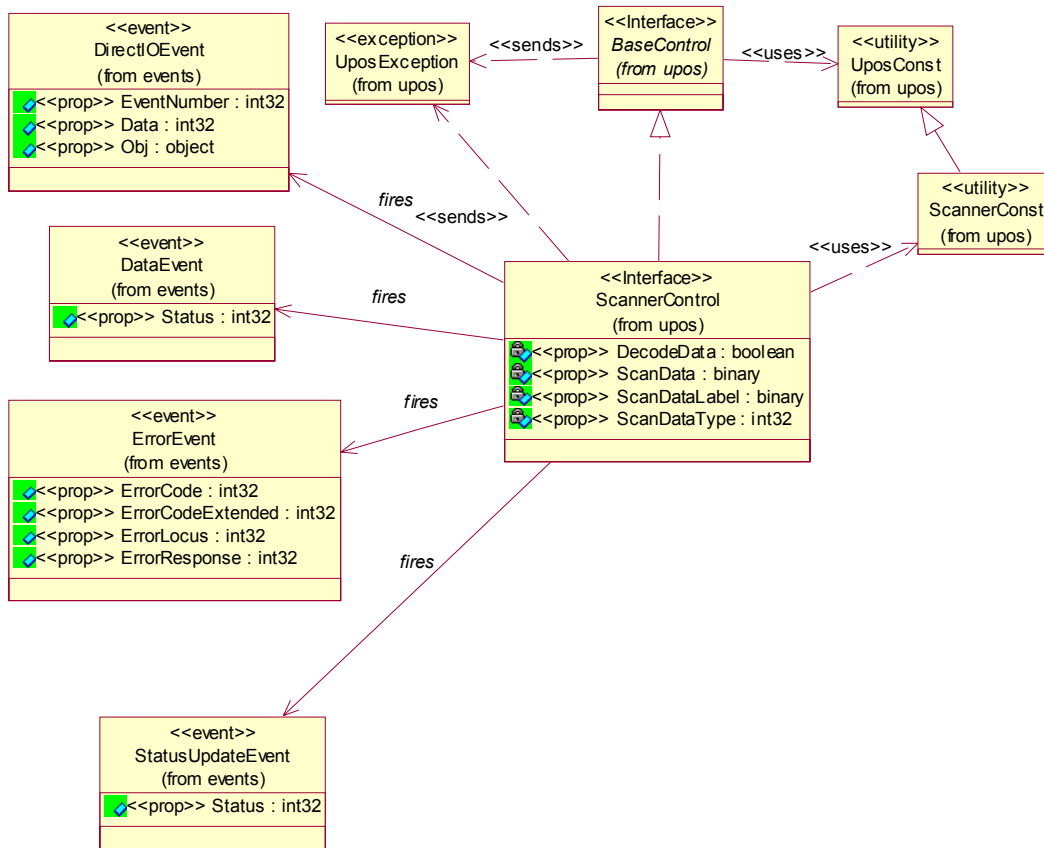 <<event>>
DirectIOEvent
(from events)
<<prop>> EventNumber : int32
<<prop>> Data : int32
<<prop>> Obj : object
<<exception>>
UposException
(from upos)
<<sends>>
<<Interface>>
BaseControl
(from upos)
<<uses>>
<<utility>>
UposConst
(from upos)
<<utility>>
ScannerConst
(from upos)
fires
<<sends>>
<<uses>>
<<event>>
DataEvent
(from events)
<<prop>> Status : int32
fires
<<Interface>>
ScannerControl
(from upos)
<<prop>> DecodeData : boolean
<<prop>> ScanData : binary
<<prop>> ScanDataLabel : binary
<<prop>> ScanDataType : int32
fires
<<event>>
ErrorEvent
(from events)
<<prop>> ErrorCode : int32
<<prop>> ErrorCodeExtended : int32
<<prop>> ErrorLocus : int32
<<prop>> ErrorResponse : int32
fires
<<event>>
StatusUpdateEvent
(from events)
<<prop>> Status : int32